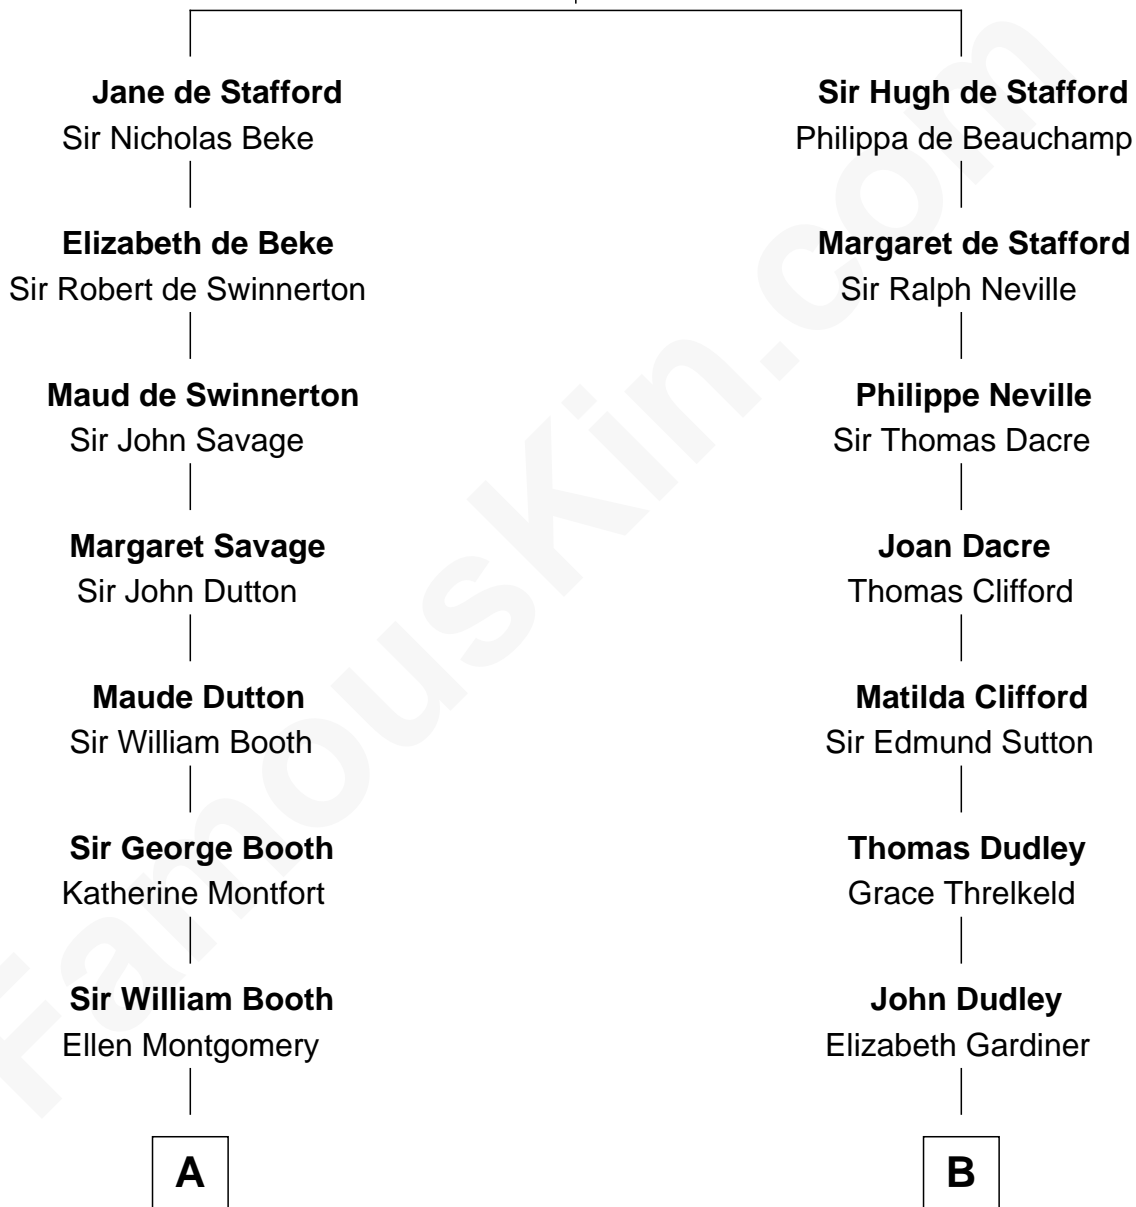 Jane de Stafford
Sir Nicholas Beke
Elizabeth de Beke
Sir Robert de Swinnerton
Maud de Swinnerton
Sir John Savage
Margaret Savage
Sir John Dutton
Maude Dutton
Sir William Booth
Sir George Booth
Katherine Montfort
Sir William Booth
Ellen Montgomery
A
Sir Hugh de Stafford
Philippa de Beauchamp
Margaret de Stafford
Sir Ralph Neville
Philippe Neville
Sir Thomas Dacre
Joan Dacre
Thomas Clifford
Matilda Clifford
Sir Edmund Sutton
Thomas Dudley
Grace Threlkeld
John Dudley
Elizabeth Gardiner
B
FamousKin.com